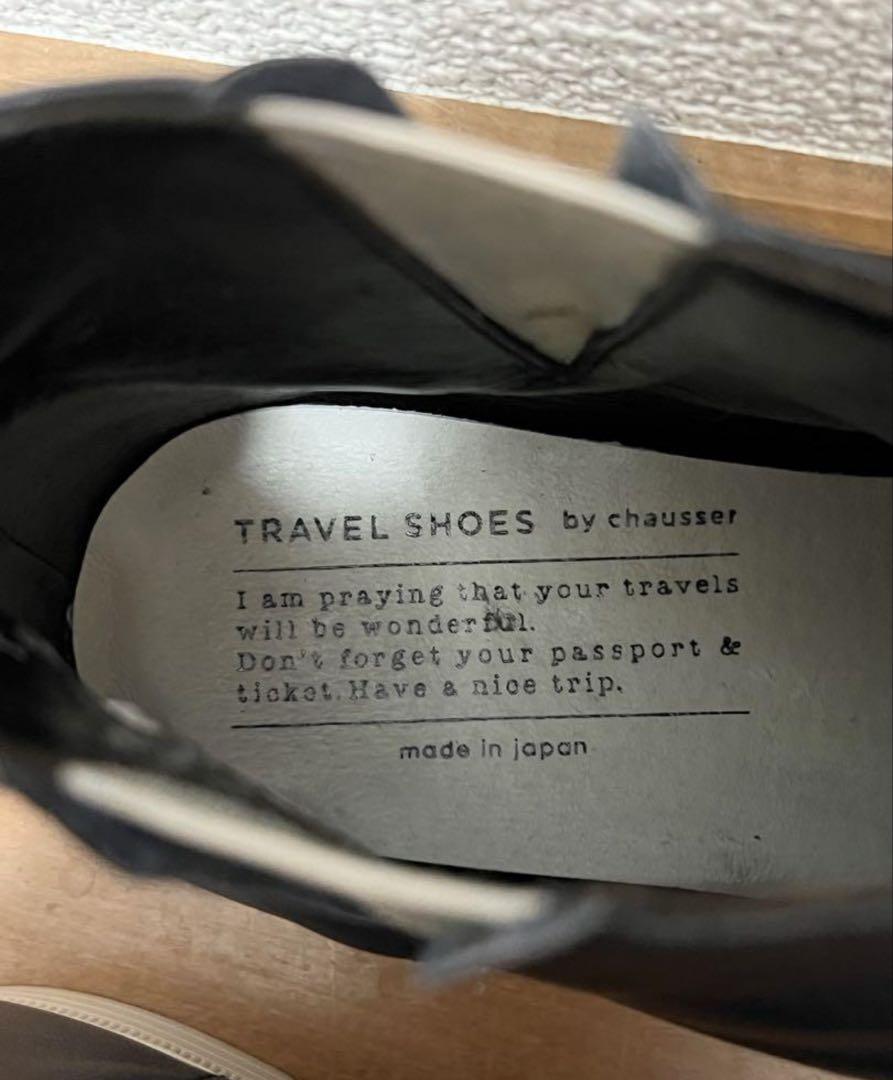 TRAVEL SHOES by chausser
I am praying that your travels
will be wonderful.
Don't forget your passport &
ticket. Have a nice trip.
made in japan